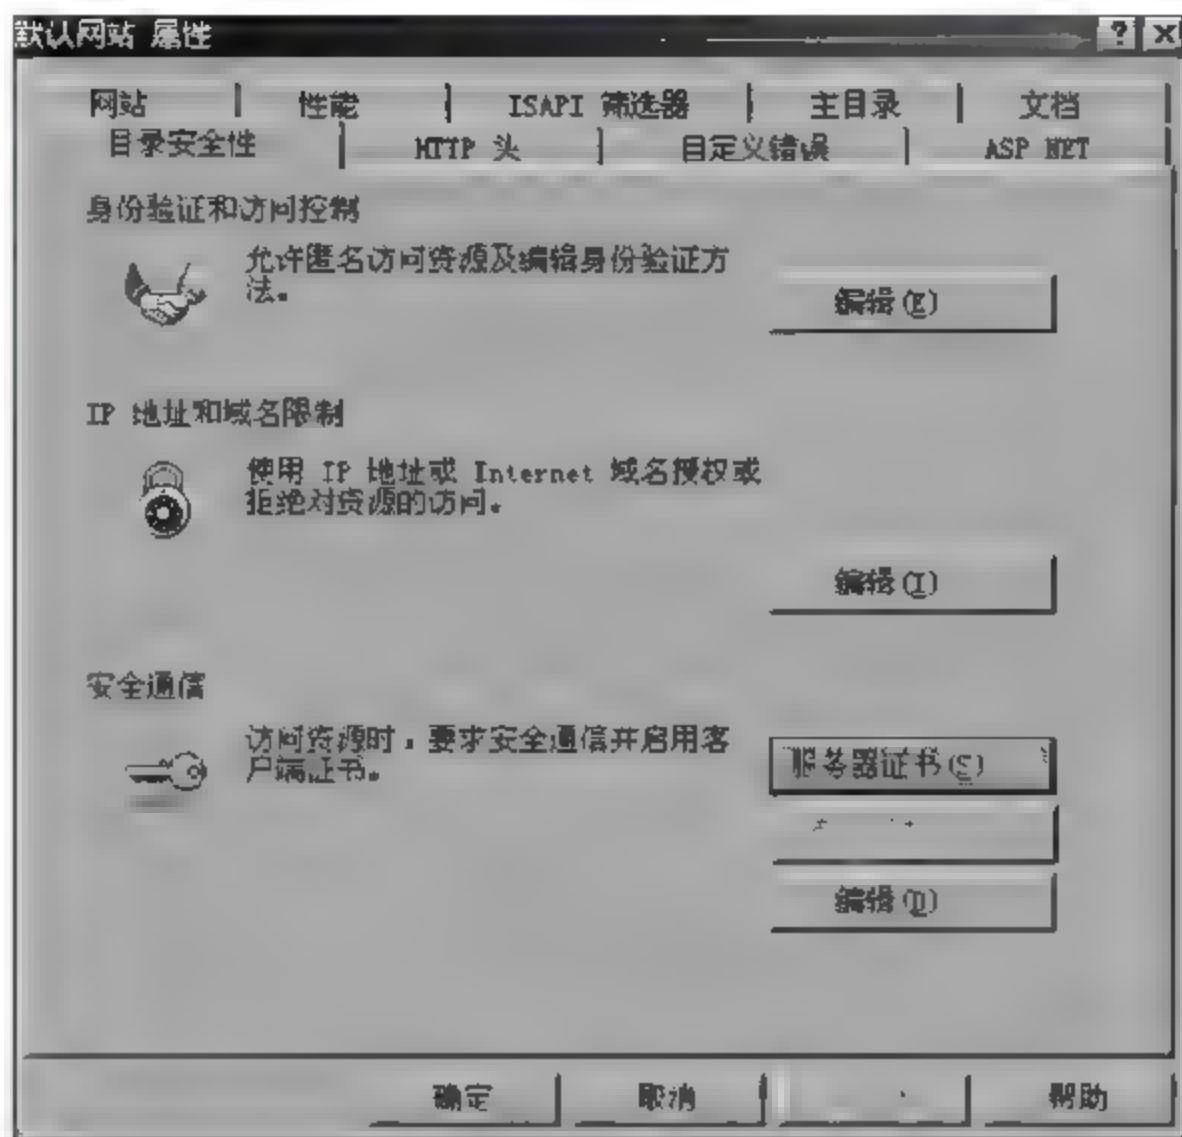 默认网站 属性
网站 性能 ISAPI 筛选器 主目录 文档
目录安全性 HTTP 头 自定义错误 ASP NET
身份验证和访问控制
允许匿名访问资源及编辑身份验证方
法。
编辑(E)
IP 地址和域名限制
使用 IP 地址或 Internet 域名授权或
拒绝对资源的访问。
编辑(I)
安全通信
访问资源时，要求安全通信并启用客
户端证书。
服务器证书(S)
编辑(D)
确定 取消 帮助